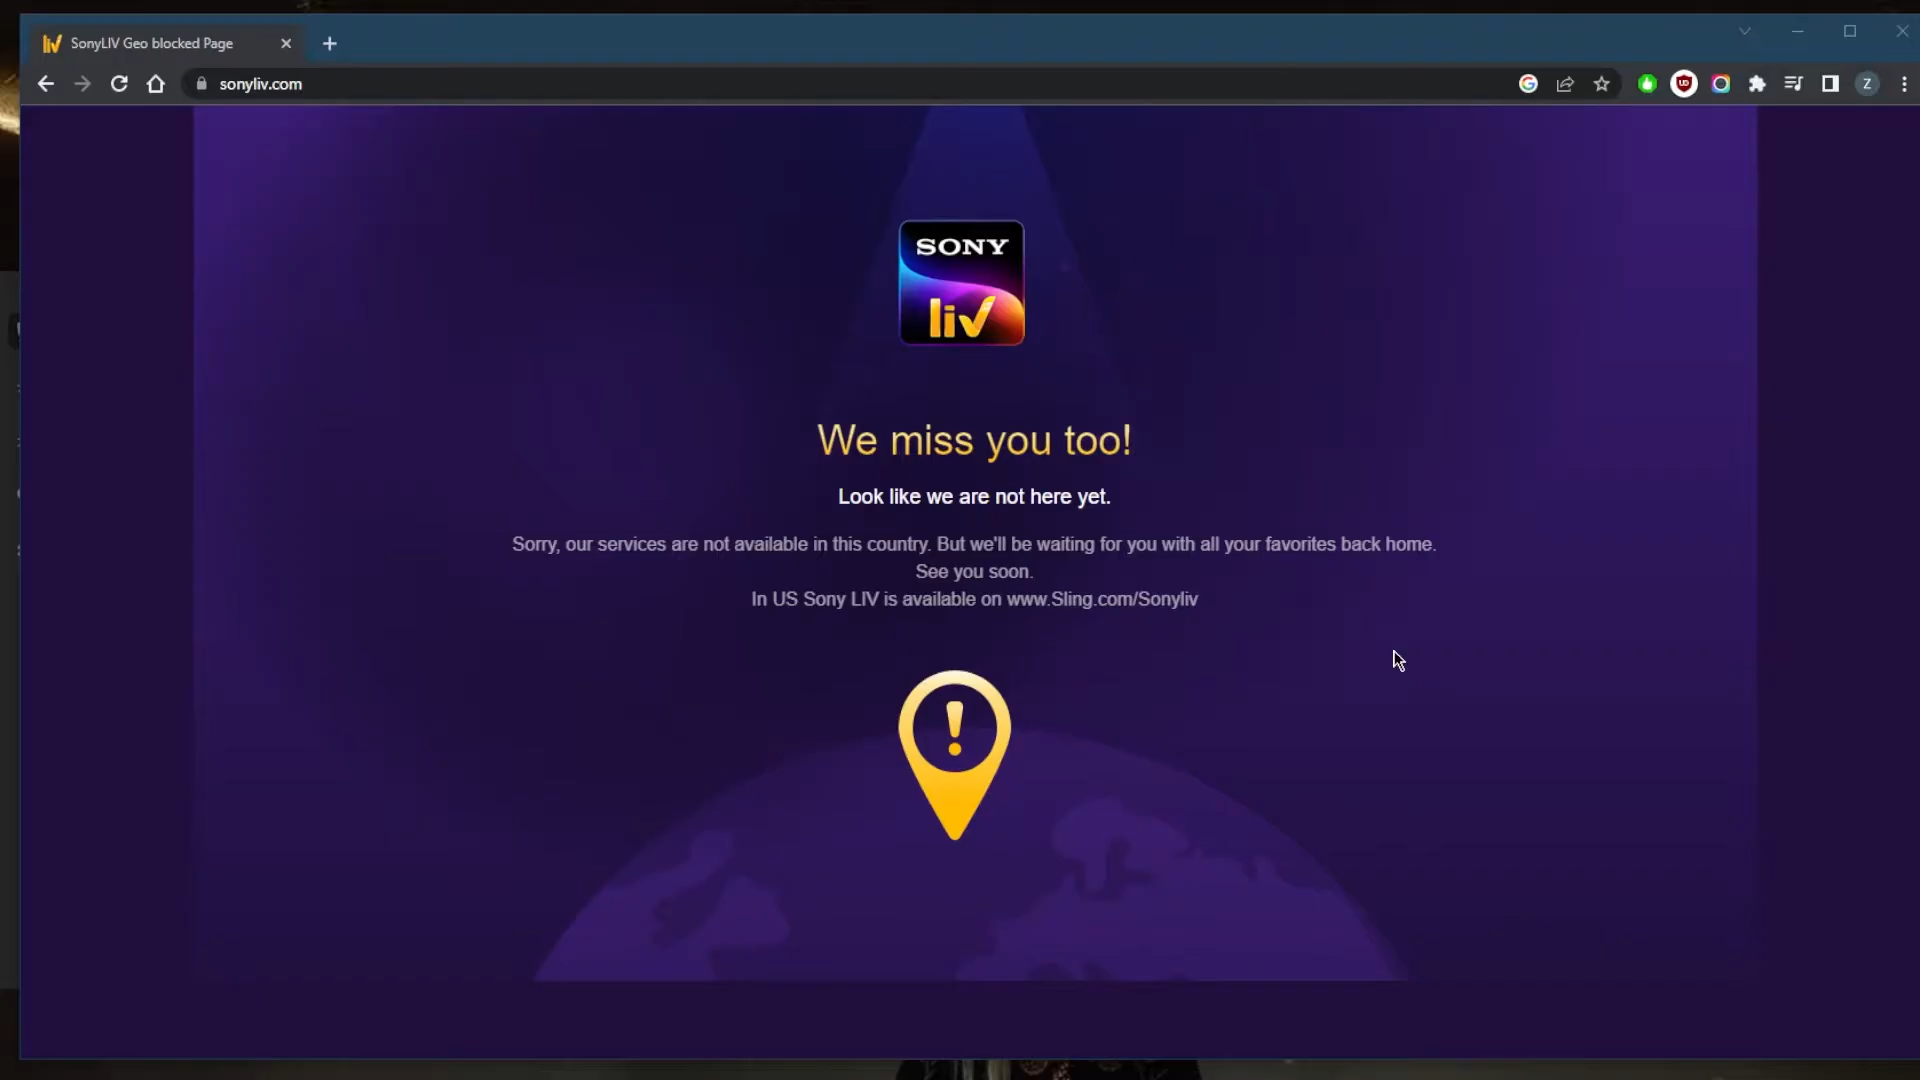 SonyLIV Geo blocked Page
sonyliv.com
Z
SONY
liv
We miss you too!
Look like we are not here yet.
Sorry, our services are not available in this country. But we'll be waiting for you with all your favorites back home.
See you soon.
In US Sony LIV is available on www.Sling.com/Sonyliv